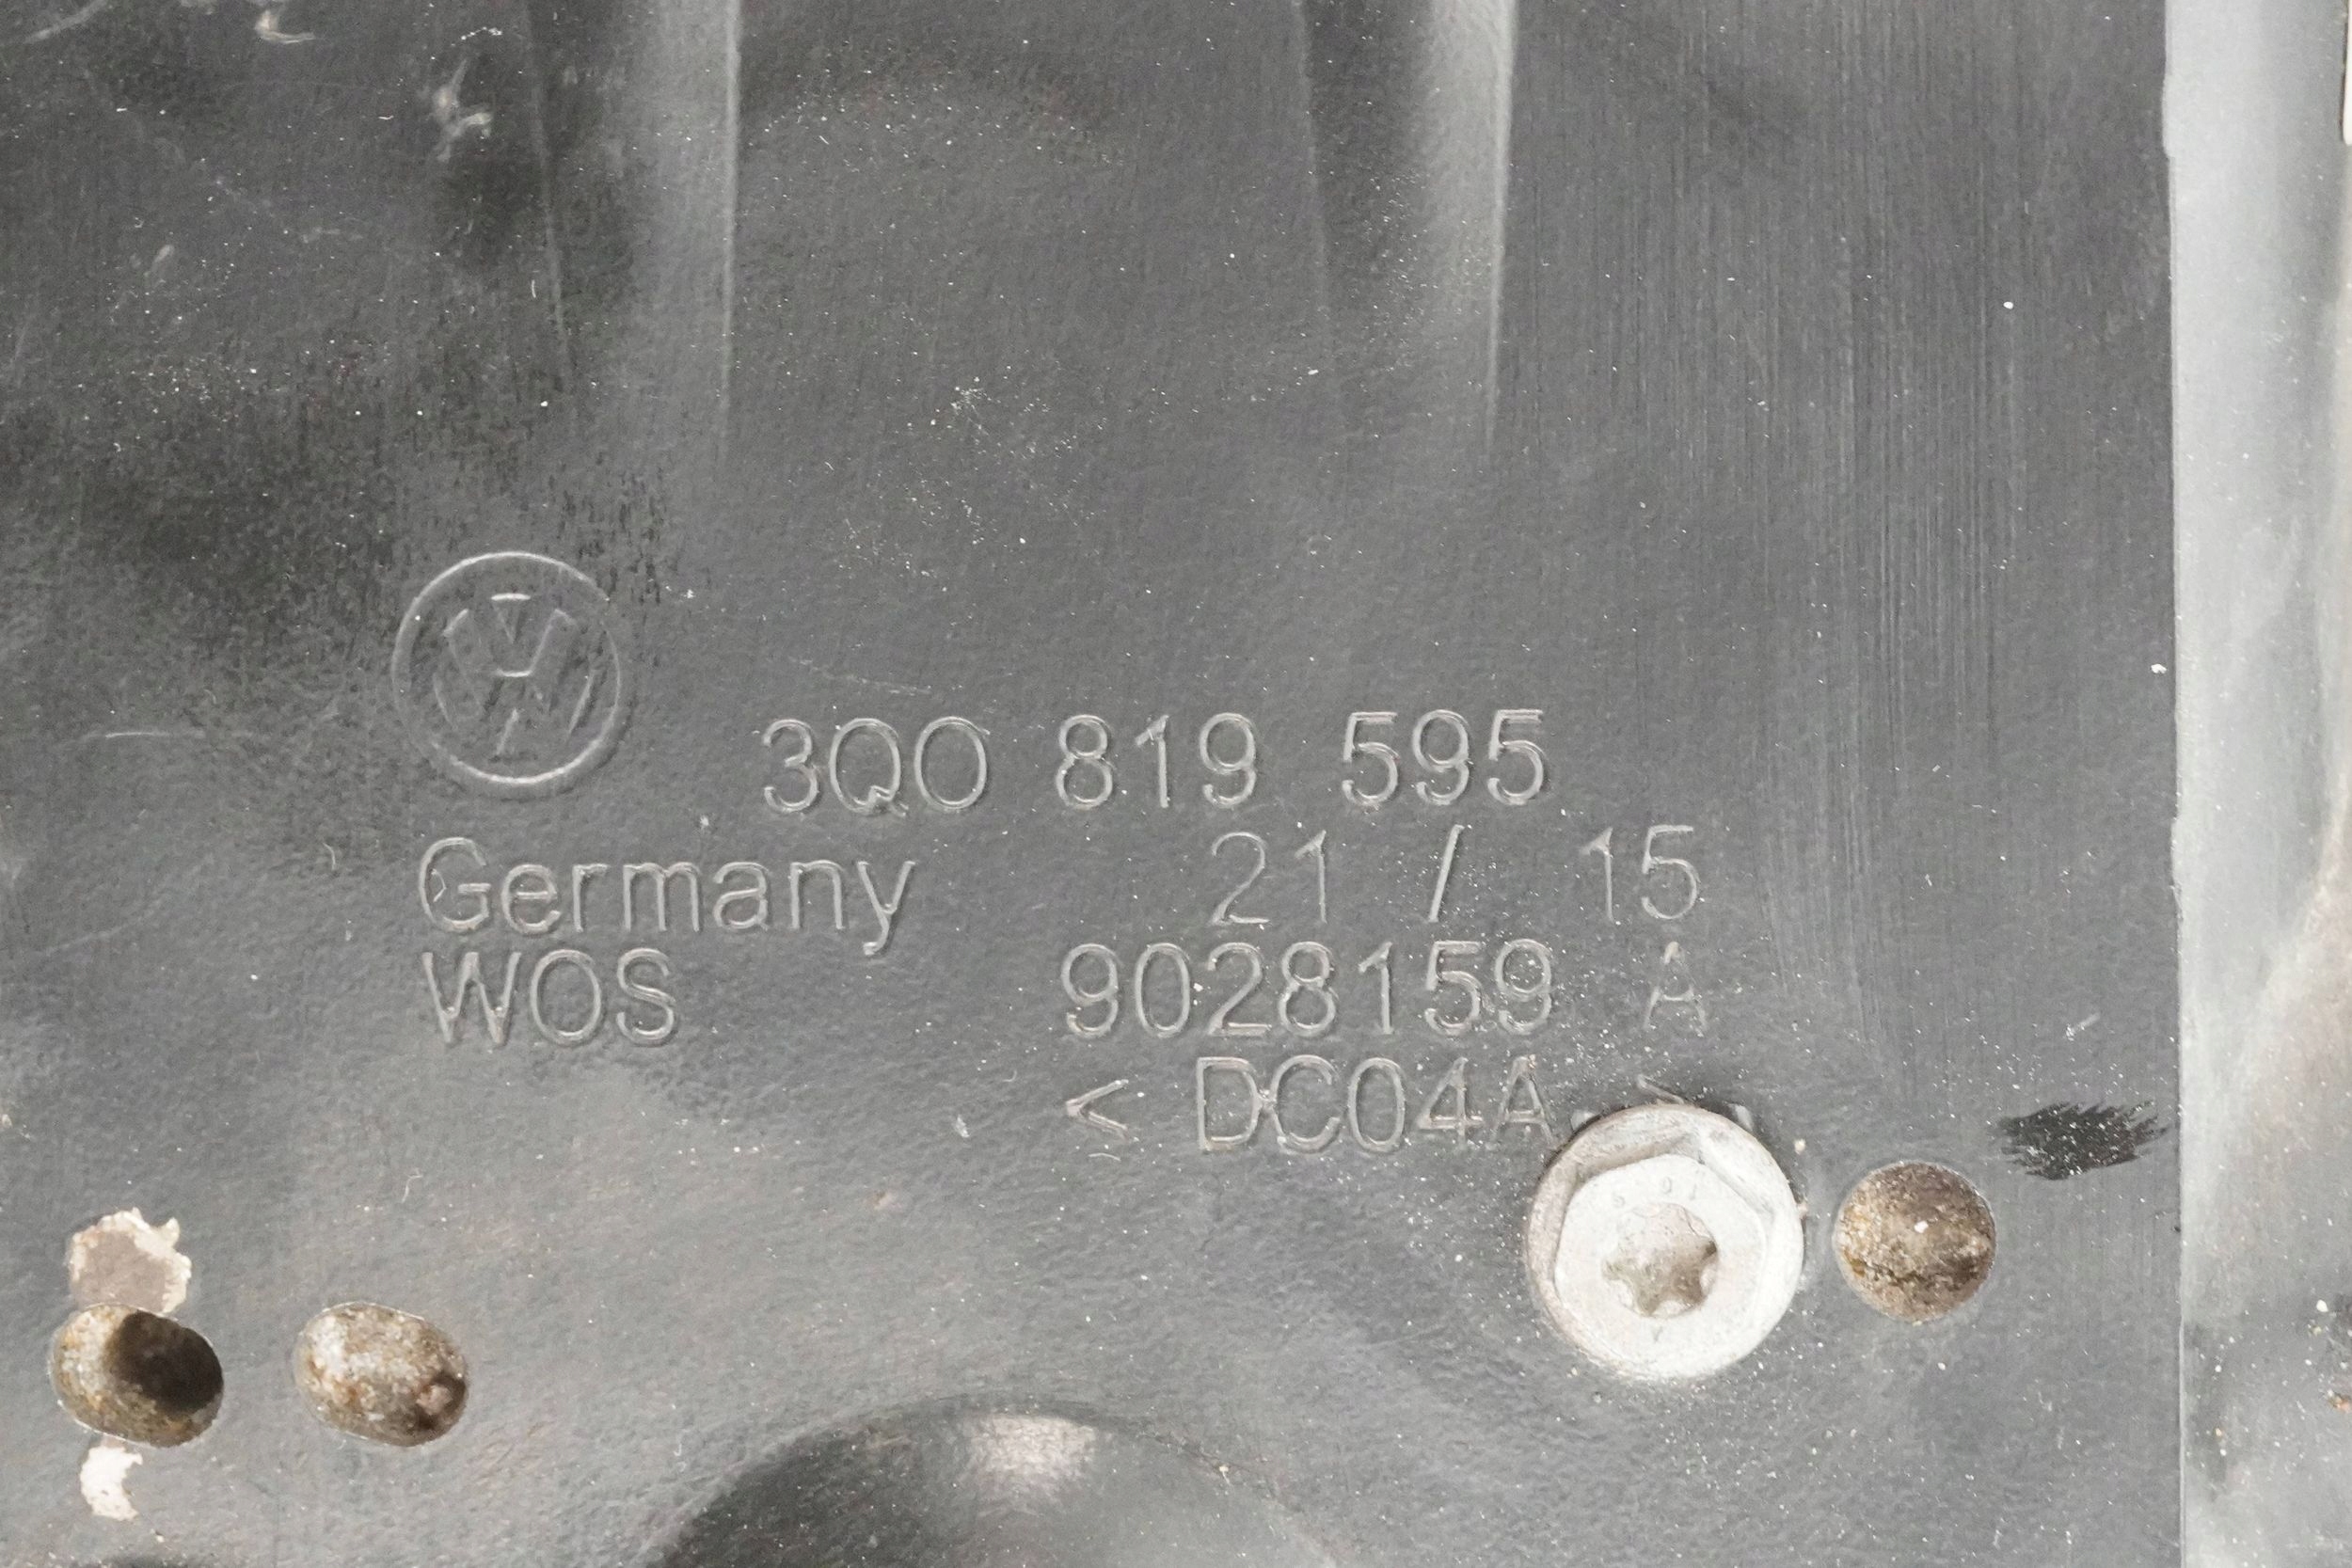 3Q0 819 595
Germany 21 / 15
WOS 9028159 A
< DC04A